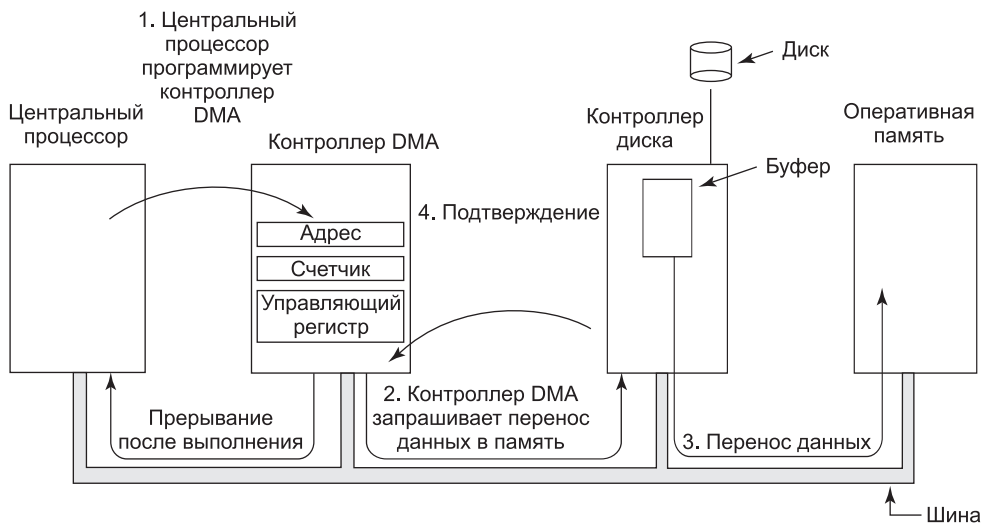 1. Центральный
процессор
программирует
контроллер
DMA
Центральный
процессор
Контроллер DMA
Контроллер
диска
Диск
Оперативная
память
Буфер
4. Подтверждение
Адрес
Счетчик
Управляющий
регистр
Прерывание
после выполнения
2. Контроллер DMA
запрашивает перенос
данных в память
3. Перенос данных
Шина